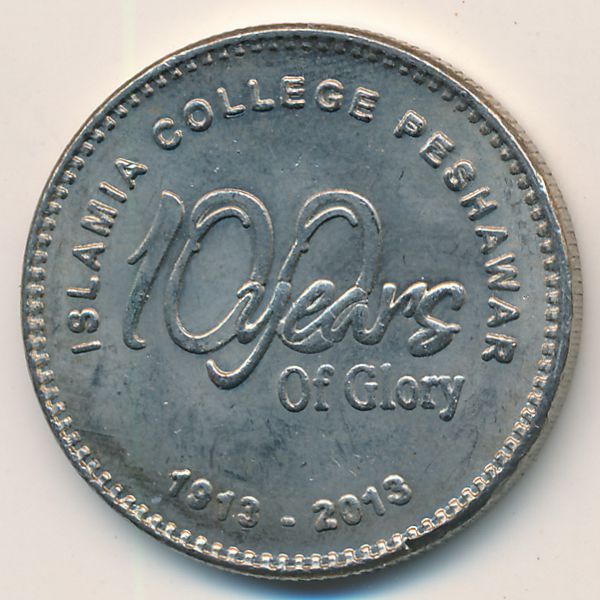 ISLAMIA COLLEGE PESHAWAR
100 years
Of Glory
1913 - 2013